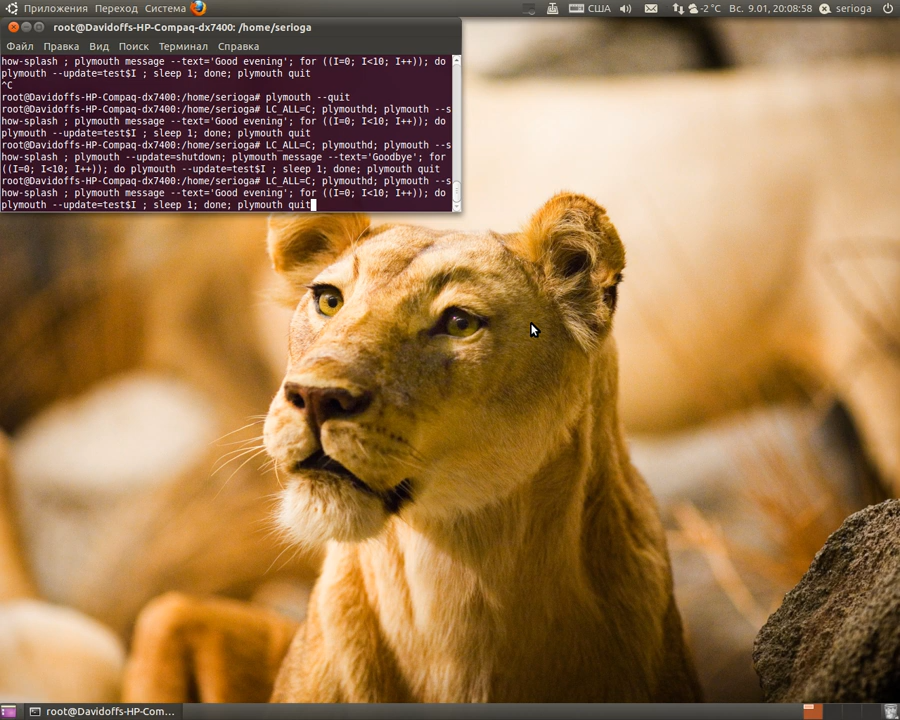 Приложения Переход Система США -2 °C Вс. 9.01, 20:08:58 serioga
root@Davidoffs-HP-Compaq-dx7400: /home/serioga
Файл Правка Вид Поиск Терминал Справка
how-splash ; plymouth message --text='Good evening'; for ((I=0; I<10; I++)); do
plymouth --update=test$I ; sleep 1; done; plymouth quit
^C
root@Davidoffs-HP-Compaq-dx7400:/home/serioga# plymouth --quit
root@Davidoffs-HP-Compaq-dx7400:/home/serioga# LC_ALL=C; plymouthd; plymouth --s
how-splash ; plymouth message --text='Good evening'; for ((I=0; I<10; I++)); do
plymouth --update=test$I ; sleep 1; done; plymouth quit
root@Davidoffs-HP-Compaq-dx7400:/home/serioga# LC_ALL=C; plymouthd; plymouth --s
how-splash ; plymouth --update=shutdown; plymouth message --text='Goodbye'; for
((I=0; I<10; I++)); do plymouth --update=test$I ; sleep 1; done; plymouth quit
root@Davidoffs-HP-Compaq-dx7400:/home/serioga# LC_ALL=C; plymouthd; plymouth --s
how-splash ; plymouth message --text='Good evening'; for ((I=0; I<10; I++)); do
plymouth --update=test$I ; sleep 1; done; plymouth quit
root@Davidoffs-HP-Com...